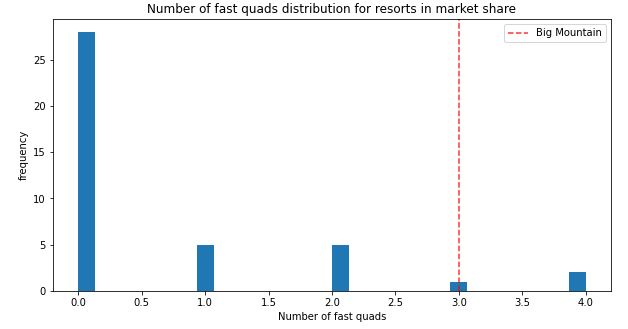 Number of fast quads distribution for resorts in market share
Big Mountain
frequency
25
20
15
10
5
0
0.0 0.5 1.0 1.5 2.0 2.5 3.0 3.5 4.0
Number of fast quads